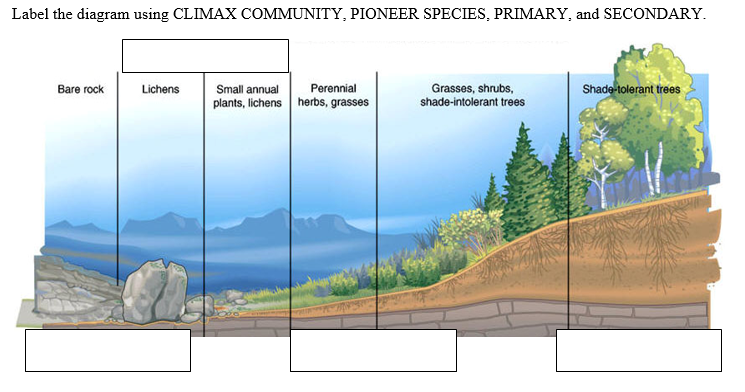 Label the diagram using CLIMAX COMMUNITY, PIONEER SPECIES, PRIMARY, and SECONDARY.
Bare rock
Lichens
Small annual
plants, lichens
Perennial
herbs, grasses
Grasses, shrubs,
shade-intolerant trees
Shade-tolerant trees